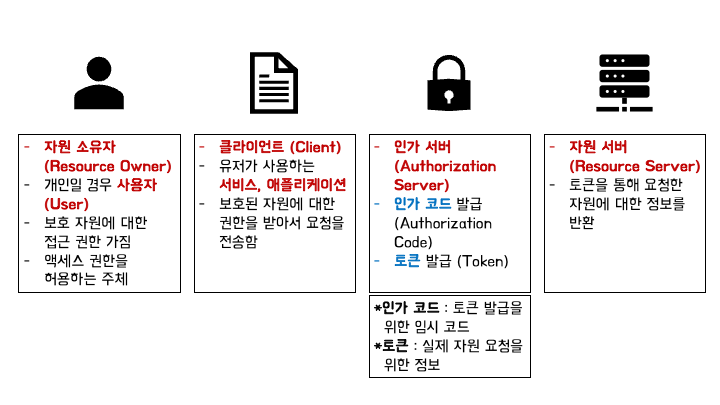 - 자원 소유자
(Resource Owner)
- 개인일 경우 사용자
(User)
- 보호 자원에 대한
접근 권한 가짐
- 액세스 권한을
허용하는 주체
- 클라이언트 (Client)
- 유저가 사용하는
서비스, 애플리케이션
- 보호된 자원에 대한
권한을 받아서 요청을
전송함
- 인가 서버
(Authorization
Server)
- 인가 코드 발급
(Authorization
Code)
- 토큰 발급 (Token)
*인가 코드 : 토큰 발급을
위한 임시 코드
*토큰 : 실제 자원 요청을
위한 정보
- 자원 서버
(Resource Server)
- 토큰을 통해 요청한
자원에 대한 정보를
반환